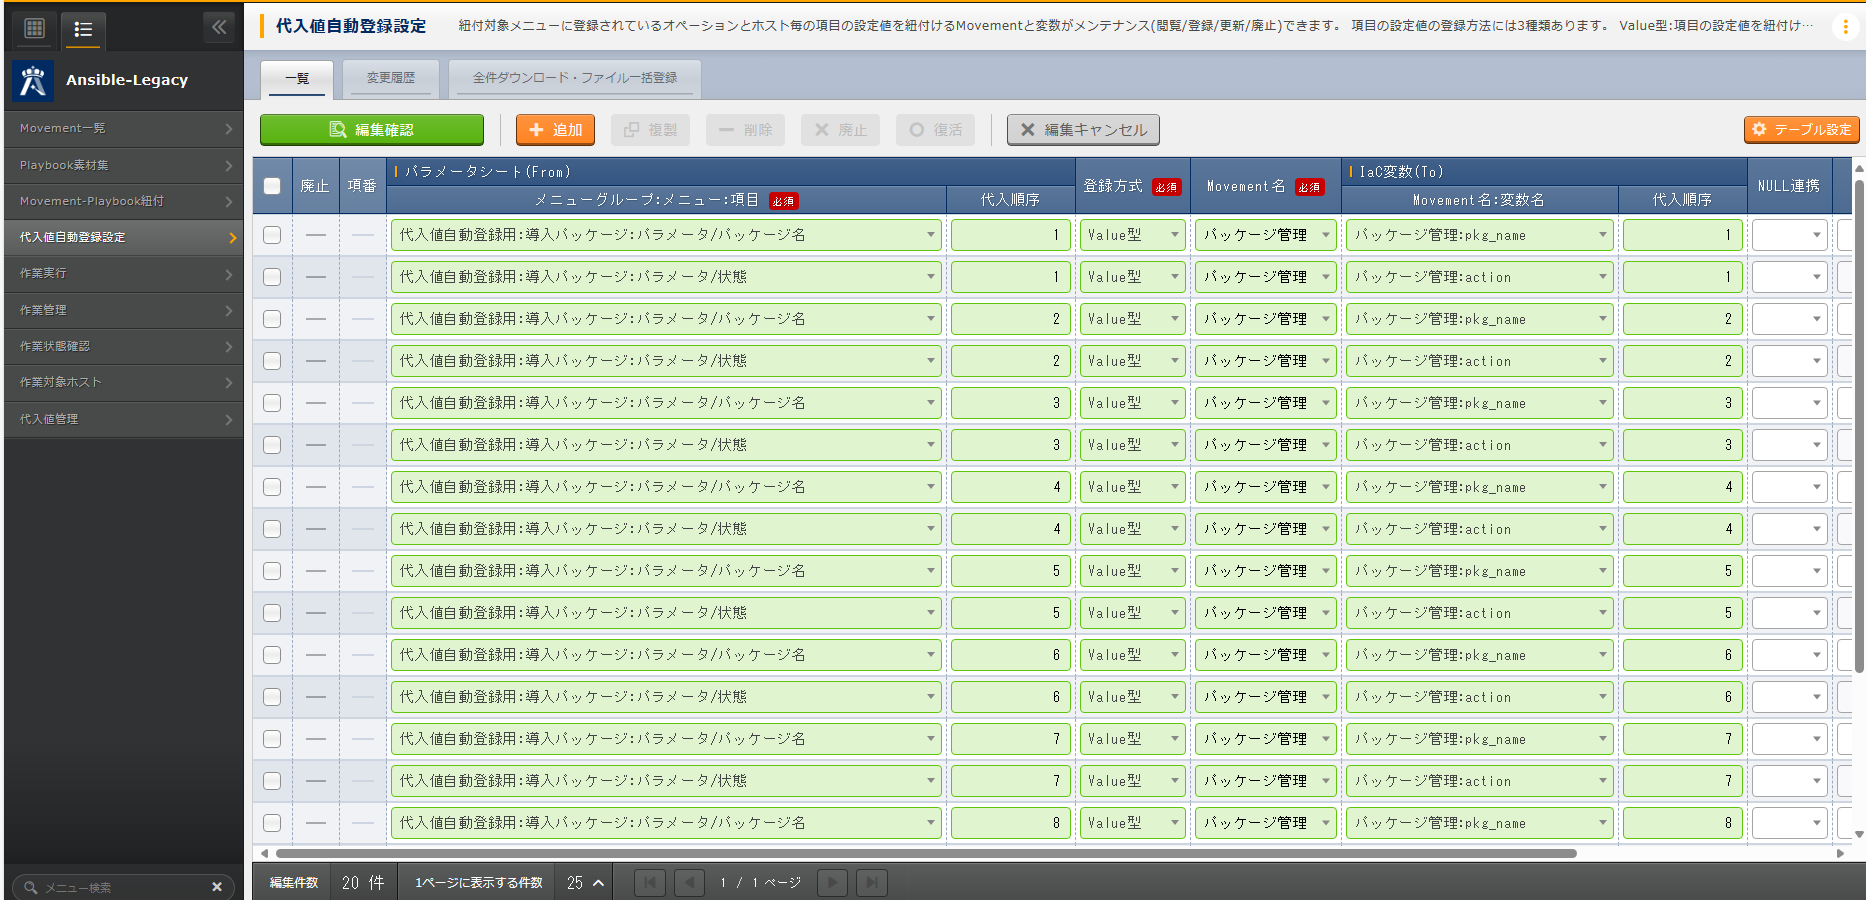 代入値自動登録設定 紐付対象メニューに登録されているオペーションとホスト毎の項目の設定値を紐付けるMovementと変数がメンテナンス(閲覧/登録/更新/廃止)できます。 項目の設定値の登録方法には3種類あります。 Value型:項目の設定値を紐付け…
Ansible-Legacy
Movement一覧
Playbook素材集
Movement-Playbook紐付
代入値自動登録設定
作業実行
作業管理
作業状態確認
作業対象ホスト
代入値管理
メニュー検索
一覧 変更履歴 全件ダウンロード・ファイル一括登録
編集確認 追加 複製 削除 廃止 復活 編集キャンセル テーブル設定
廃止 項番 パラメータシート(From) 登録方式 必須 Movement名 必須 IaC変数(To) NULL連携
メニューグループ:メニュー:項目 必須 代入順序 Movement名:変数名 代入順序
代入値自動登録用:導入パッケージ:パラメータ/パッケージ名 1 Value型 パッケージ管理 パッケージ管理:pkg_name 1
代入値自動登録用:導入パッケージ:パラメータ/状態 1 Value型 パッケージ管理 パッケージ管理:action 1
代入値自動登録用:導入パッケージ:パラメータ/パッケージ名 2 Value型 パッケージ管理 パッケージ管理:pkg_name 2
代入値自動登録用:導入パッケージ:パラメータ/状態 2 Value型 パッケージ管理 パッケージ管理:action 2
代入値自動登録用:導入パッケージ:パラメータ/パッケージ名 3 Value型 パッケージ管理 パッケージ管理:pkg_name 3
代入値自動登録用:導入パッケージ:パラメータ/状態 3 Value型 パッケージ管理 パッケージ管理:action 3
代入値自動登録用:導入パッケージ:パラメータ/パッケージ名 4 Value型 パッケージ管理 パッケージ管理:pkg_name 4
代入値自動登録用:導入パッケージ:パラメータ/状態 4 Value型 パッケージ管理 パッケージ管理:action 4
代入値自動登録用:導入パッケージ:パラメータ/パッケージ名 5 Value型 パッケージ管理 パッケージ管理:pkg_name 5
代入値自動登録用:導入パッケージ:パラメータ/状態 5 Value型 パッケージ管理 パッケージ管理:action 5
代入値自動登録用:導入パッケージ:パラメータ/パッケージ名 6 Value型 パッケージ管理 パッケージ管理:pkg_name 6
代入値自動登録用:導入パッケージ:パラメータ/状態 6 Value型 パッケージ管理 パッケージ管理:action 6
代入値自動登録用:導入パッケージ:パラメータ/パッケージ名 7 Value型 パッケージ管理 パッケージ管理:pkg_name 7
代入値自動登録用:導入パッケージ:パラメータ/状態 7 Value型 パッケージ管理 パッケージ管理:action 7
代入値自動登録用:導入パッケージ:パラメータ/パッケージ名 8 Value型 パッケージ管理 パッケージ管理:pkg_name 8
編集件数 20 件 1ページに表示する件数 25 1 / 1 ページ